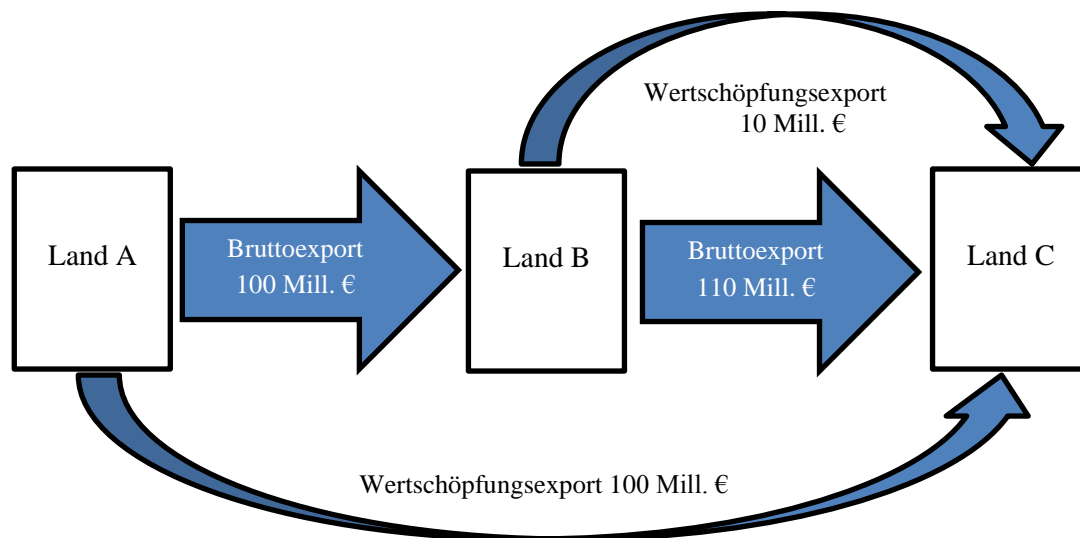 Wertschöpfungsexport
10 Mill. €
Land A
Bruttoexport
100 Mill. €
Land B
Bruttoexport
110 Mill. €
Land C
Wertschöpfungsexport 100 Mill. €